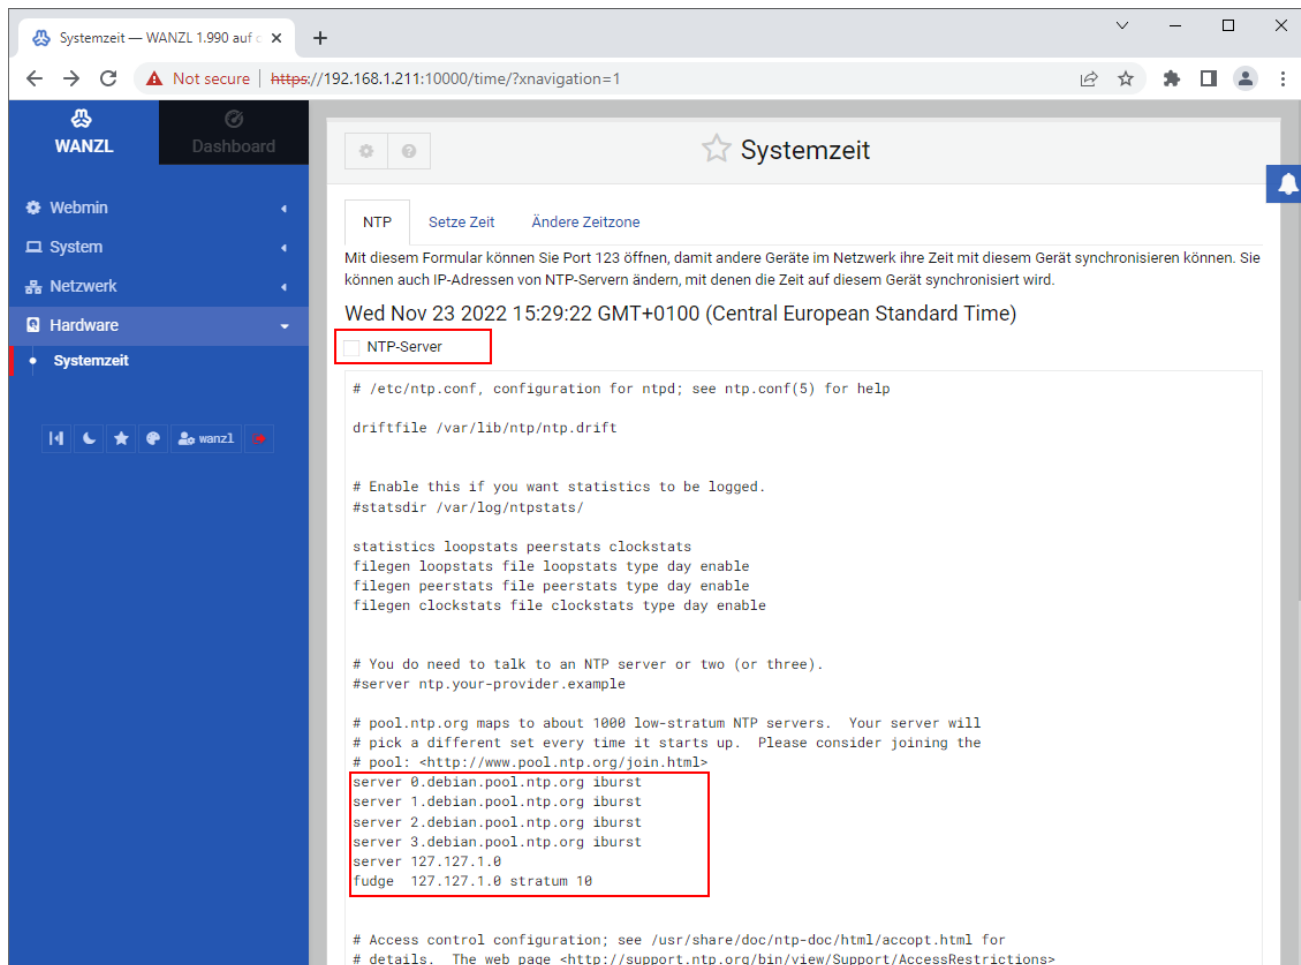 Systemzeit — WANZL 1.990 auf
Not secure | https://192.168.1.211:10000/time/?xnavigation=1
WANZL
Dashboard
Webmin
System
Netzwerk
Hardware
Systemzeit
wanzl
Systemzeit
NTP Setze Zeit Ändere Zeitzone
Mit diesem Formular können Sie Port 123 öffnen, damit andere Geräte im Netzwerk ihre Zeit mit diesem Gerät synchronisieren können. Sie
können auch IP-Adressen von NTP-Servern ändern, mit denen die Zeit auf diesem Gerät synchronisiert wird.
Wed Nov 23 2022 15:29:22 GMT+0100 (Central European Standard Time)
NTP-Server
# /etc/ntp.conf, configuration for ntpd; see ntp.conf(5) for help
driftfile /var/lib/ntp/ntp.drift
# Enable this if you want statistics to be logged.
#statsdir /var/log/ntpstats/
statistics loopstats peerstats clockstats
filegen loopstats file loopstats type day enable
filegen peerstats file peerstats type day enable
filegen clockstats file clockstats type day enable
# You do need to talk to an NTP server or two (or three).
#server ntp.your-provider.example
# pool.ntp.org maps to about 1000 low-stratum NTP servers.  Your server will
# pick a different set every time it starts up.  Please consider joining the
# pool: <http://www.pool.ntp.org/join.html>
server 0.debian.pool.ntp.org iburst
server 1.debian.pool.ntp.org iburst
server 2.debian.pool.ntp.org iburst
server 3.debian.pool.ntp.org iburst
server 127.127.1.0
fudge  127.127.1.0 stratum 10
# Access control configuration; see /usr/share/doc/ntp-doc/html/accopt.html for
# details.  The web page <http://support.ntp.org/bin/view/Support/AccessRestrictions>